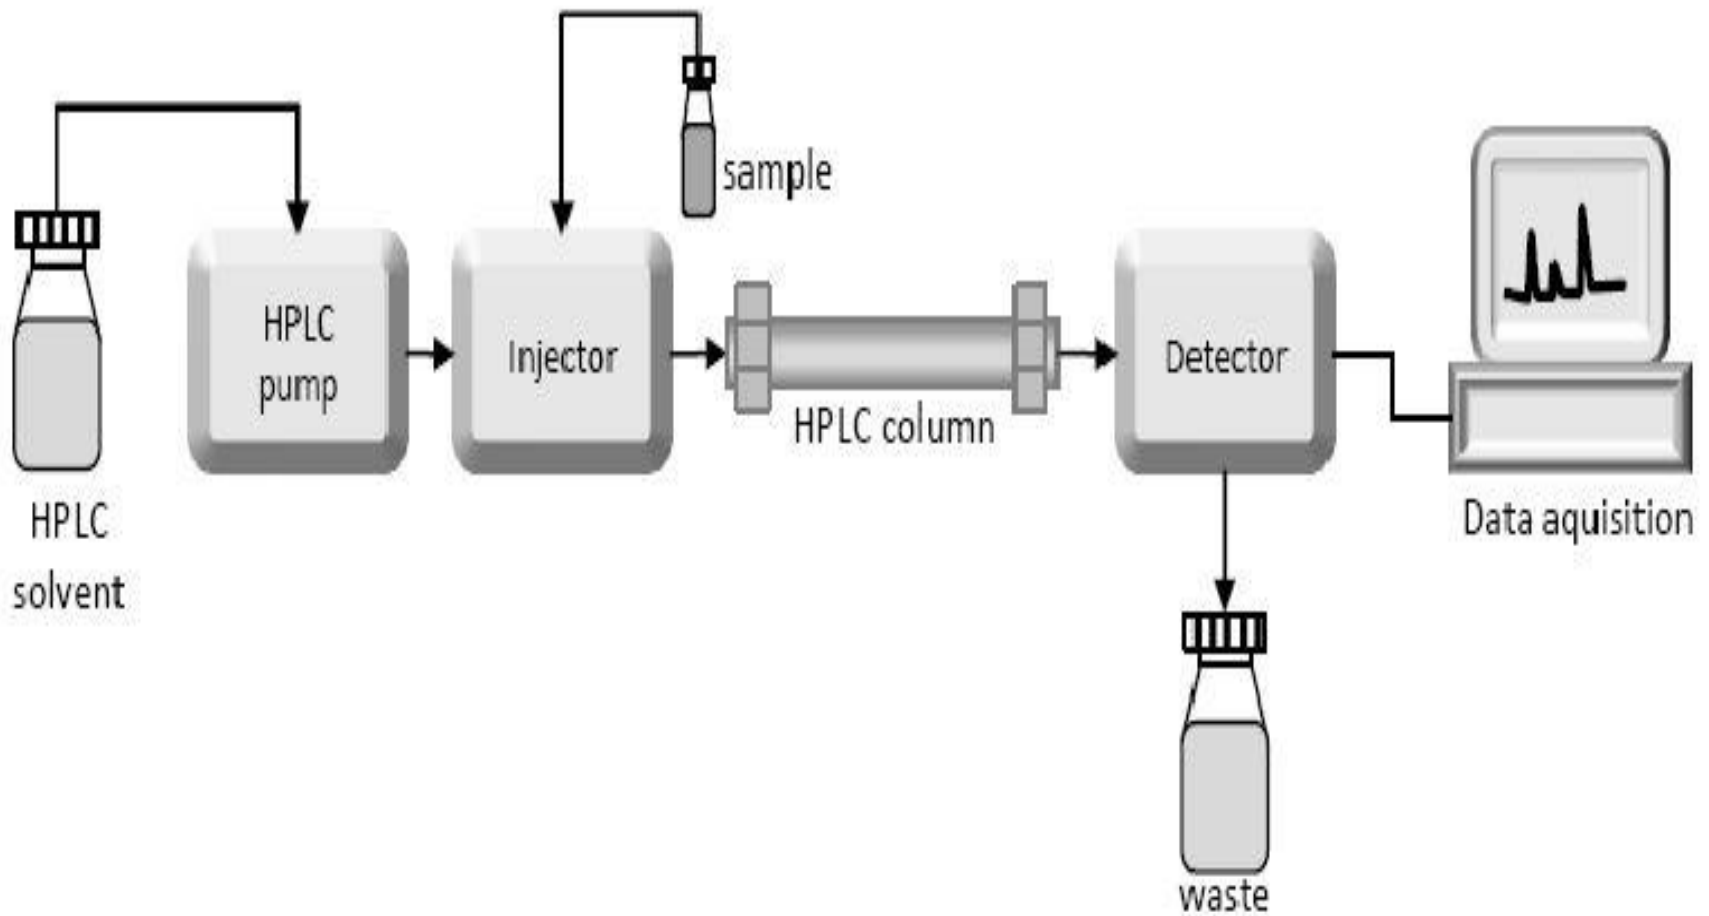 sample
HPLC
pump
Injector
HPLC column
Detector
HPLC
solvent
Data aquisition
waste